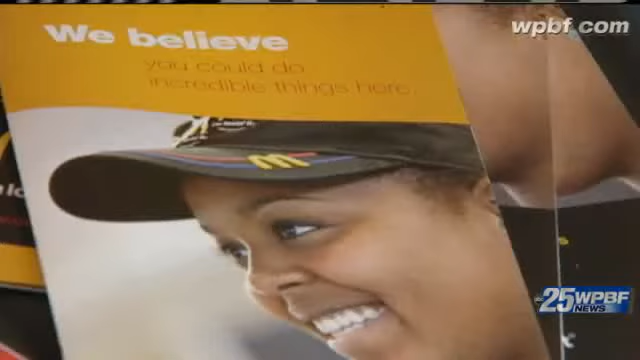 wpbf.com
We believe
you could do
incredible things here.
25 WPBF
NEWS